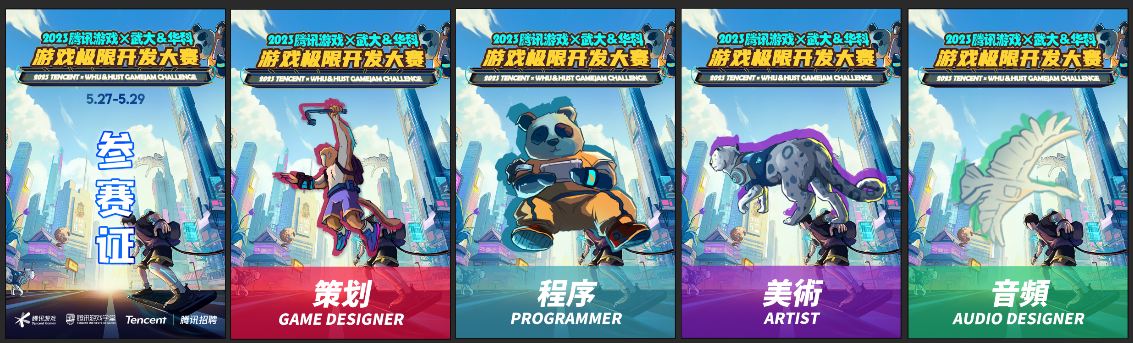 2023腾讯游戏×武大&华科
游戏极限开发大赛
2023 TENCENT × WHU & HUST GAMEJAM CHALLENGE
5.27-5.29
参赛证
腾讯游戏
Tencent Games
腾讯游戏学堂
Tencent
腾讯招聘
2023腾讯游戏×武大&华科
游戏极限开发大赛
2023 TENCENT × WHU & HUST GAMEJAM CHALLENGE
策划
GAME DESIGNER
2023腾讯游戏×武大&华科
游戏极限开发大赛
2023 TENCENT × WHU & HUST GAMEJAM CHALLENGE
程序
PROGRAMMER
2023腾讯游戏×武大&华科
游戏极限开发大赛
2023 TENCENT × WHU & HUST GAMEJAM CHALLENGE
美術
ARTIST
2023腾讯游戏×武大&华科
游戏极限开发大赛
2023 TENCENT × WHU & HUST GAMEJAM CHALLENGE
音頻
AUDIO DESIGNER